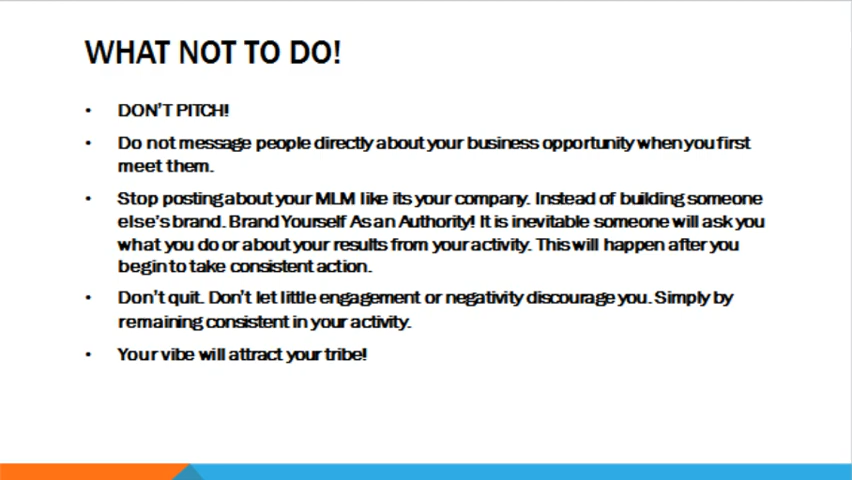 WHAT NOT TO DO!
• DON'T PITCH!
• Do not message people directly about your business opportunity when you first
meet them.
• Stop posting about your MLM like its your company. Instead of building someone
else's brand. Brand Yourself As an Authority! It is inevitable someone will ask you
what you do or about your results from your activity. This will happen after you
begin to take consistent action.
• Don't quit. Don't let little engagement or negativity discourage you. Simply by
remaining consistent in your activity.
• Your vibe will attract your tribe!